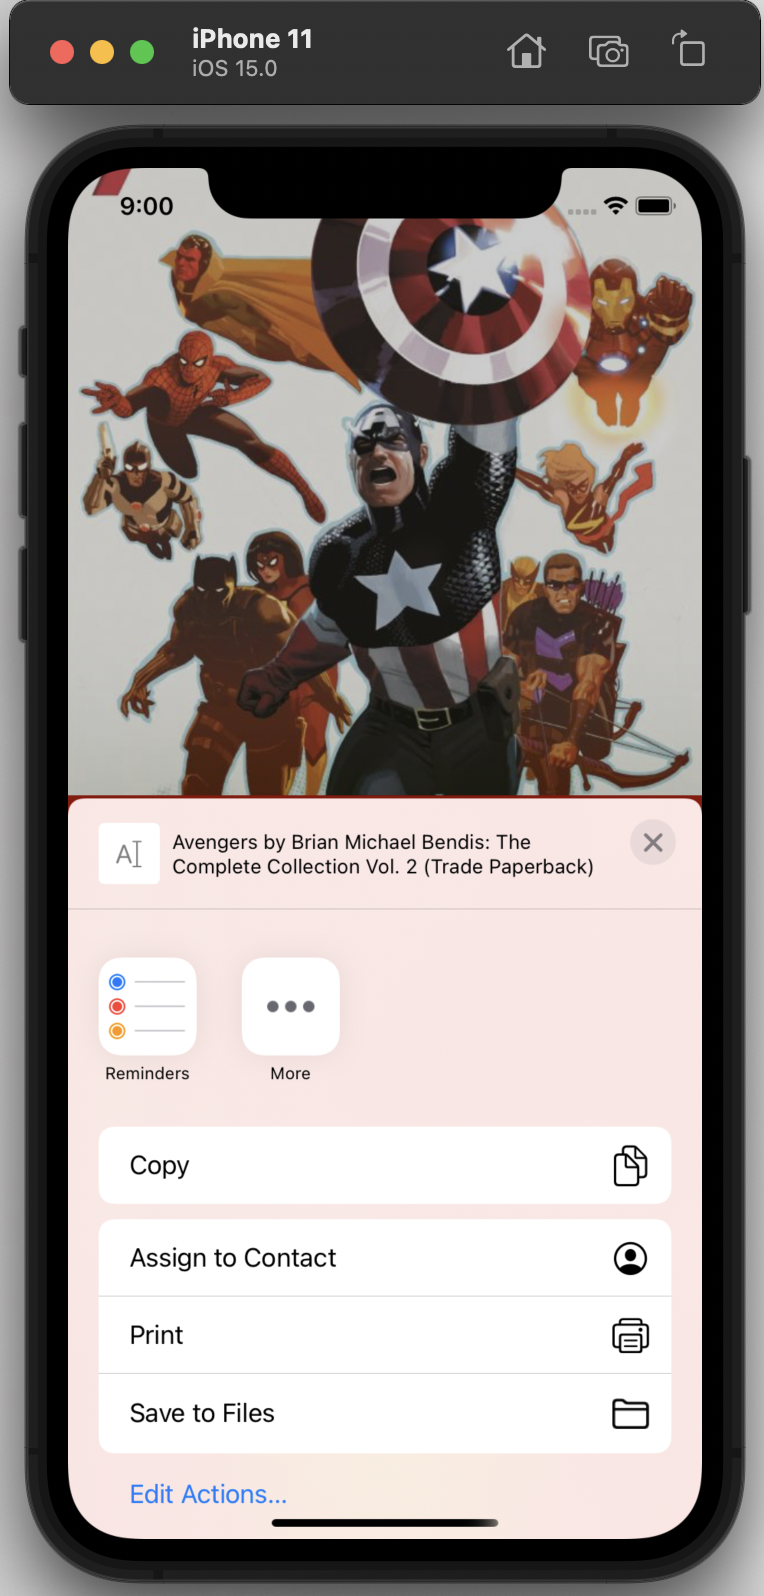 iPhone 11
iOS 15.0
9:00
A
Avengers by Brian Michael Bendis: The
Complete Collection Vol. 2 (Trade Paperback)
Reminders
More
Copy
Assign to Contact
Print
Save to Files
Edit Actions...